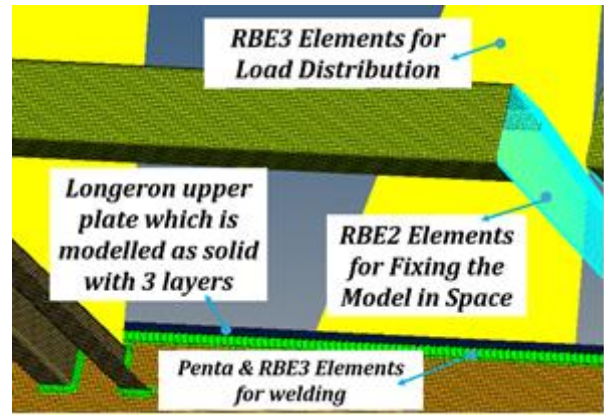 RBE3 Elements for
Load Distribution
Longeron upper
plate which is
modelled as solid
with 3 layers
RBE2 Elements
for Fixing the
Model in Space
Penta & RBE3 Elements
for welding